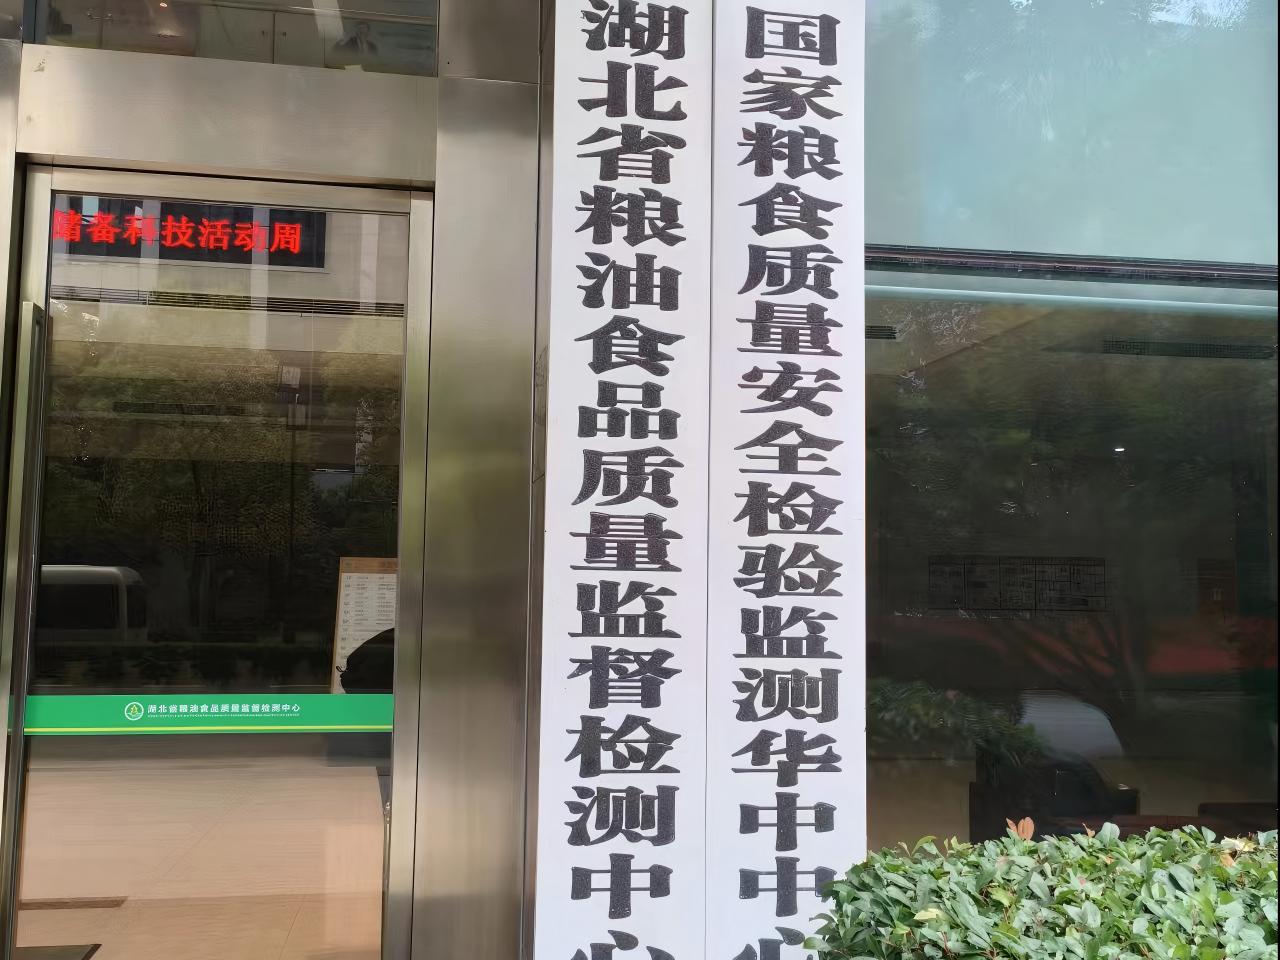 国家粮食质量安全检验监测华中中心
湖北省粮油食品质量监督检测中心
储备科技活动周
湖北省粮油食品质量监督检测中心